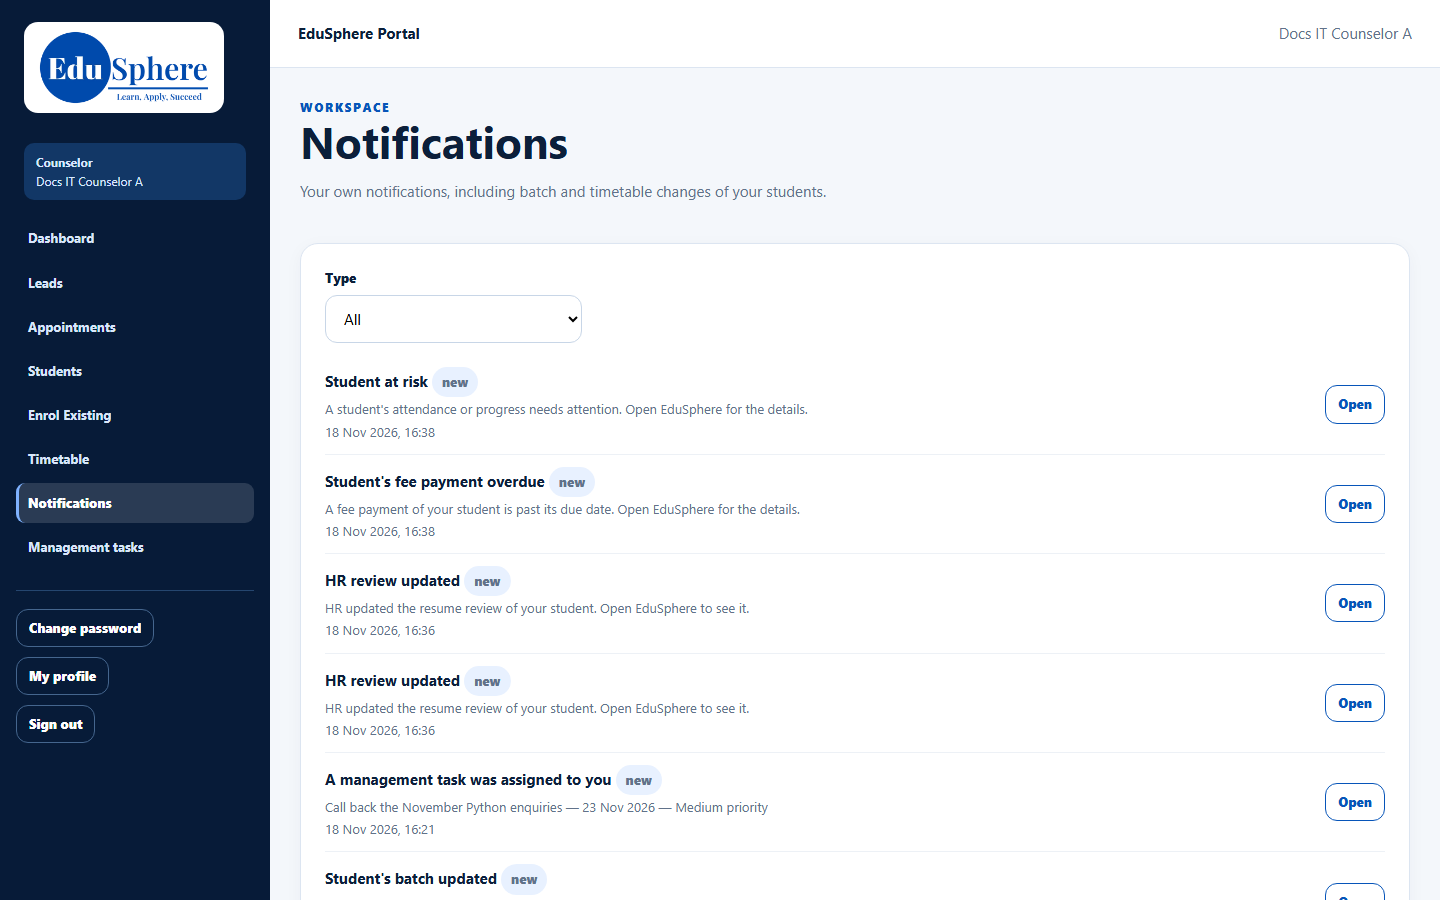 EduSphere
Learn. Apply, Succeed
Counselor
Docs IT Counselor A
Dashboard
Leads
Appointments
Students
Enrol Existing
Timetable
Notifications
Management tasks
Change password
My profile
Sign out
EduSphere Portal
Docs IT Counselor A
WORKSPACE
Notifications
Your own notifications, including batch and timetable changes of your students.
Type
All
Student at risk new
A student's attendance or progress needs attention. Open EduSphere for the details.
18 Nov 2026, 16:38
Open
Student's fee payment overdue new
A fee payment of your student is past its due date. Open EduSphere for the details.
18 Nov 2026, 16:38
Open
HR review updated new
HR updated the resume review of your student. Open EduSphere to see it.
18 Nov 2026, 16:36
Open
HR review updated new
HR updated the resume review of your student. Open EduSphere to see it.
18 Nov 2026, 16:36
Open
A management task was assigned to you new
Call back the November Python enquiries — 23 Nov 2026 — Medium priority
18 Nov 2026, 16:21
Open
Student's batch updated new